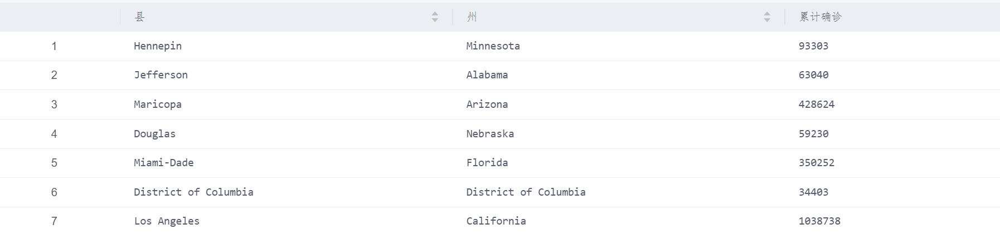 县 州 累计确诊
1 Hennepin Minnesota 93303
2 Jefferson Alabama 63040
3 Maricopa Arizona 428624
4 Douglas Nebraska 59230
5 Miami-Dade Florida 350252
6 District of Columbia District of Columbia 34403
7 Los Angeles California 1038738